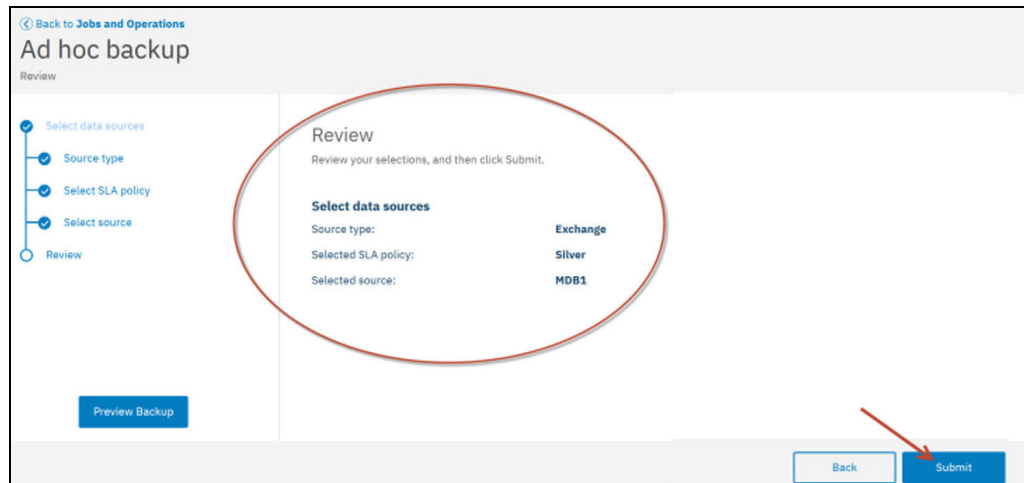 Back to Jobs and Operations
Ad hoc backup
Review
Select data sources
Source type
Select SLA policy
Select source
Review
Preview Backup
Review
Review your selections, and then click Submit.
Select data sources
Source type: Exchange
Selected SLA policy: Silver
Selected source: MDB1
Back
Submit